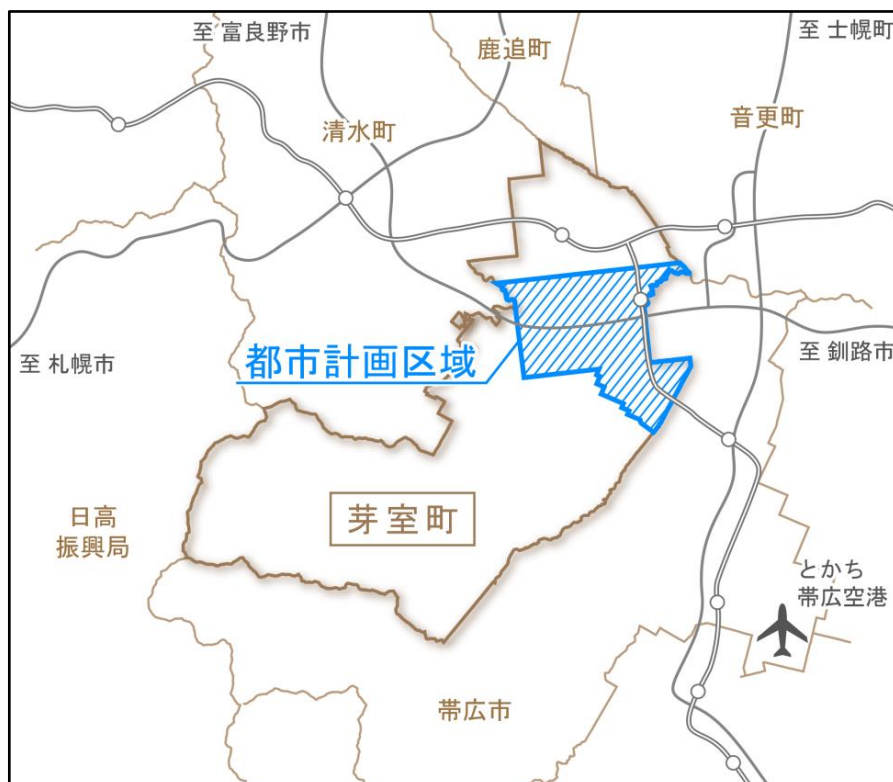 至 富良野市
至 士幌町
鹿追町
音更町
清水町
至 札幌市
都市計画区域
至 釧路市
芽室町
日高
振興局
とかち
帯広空港
帯広市